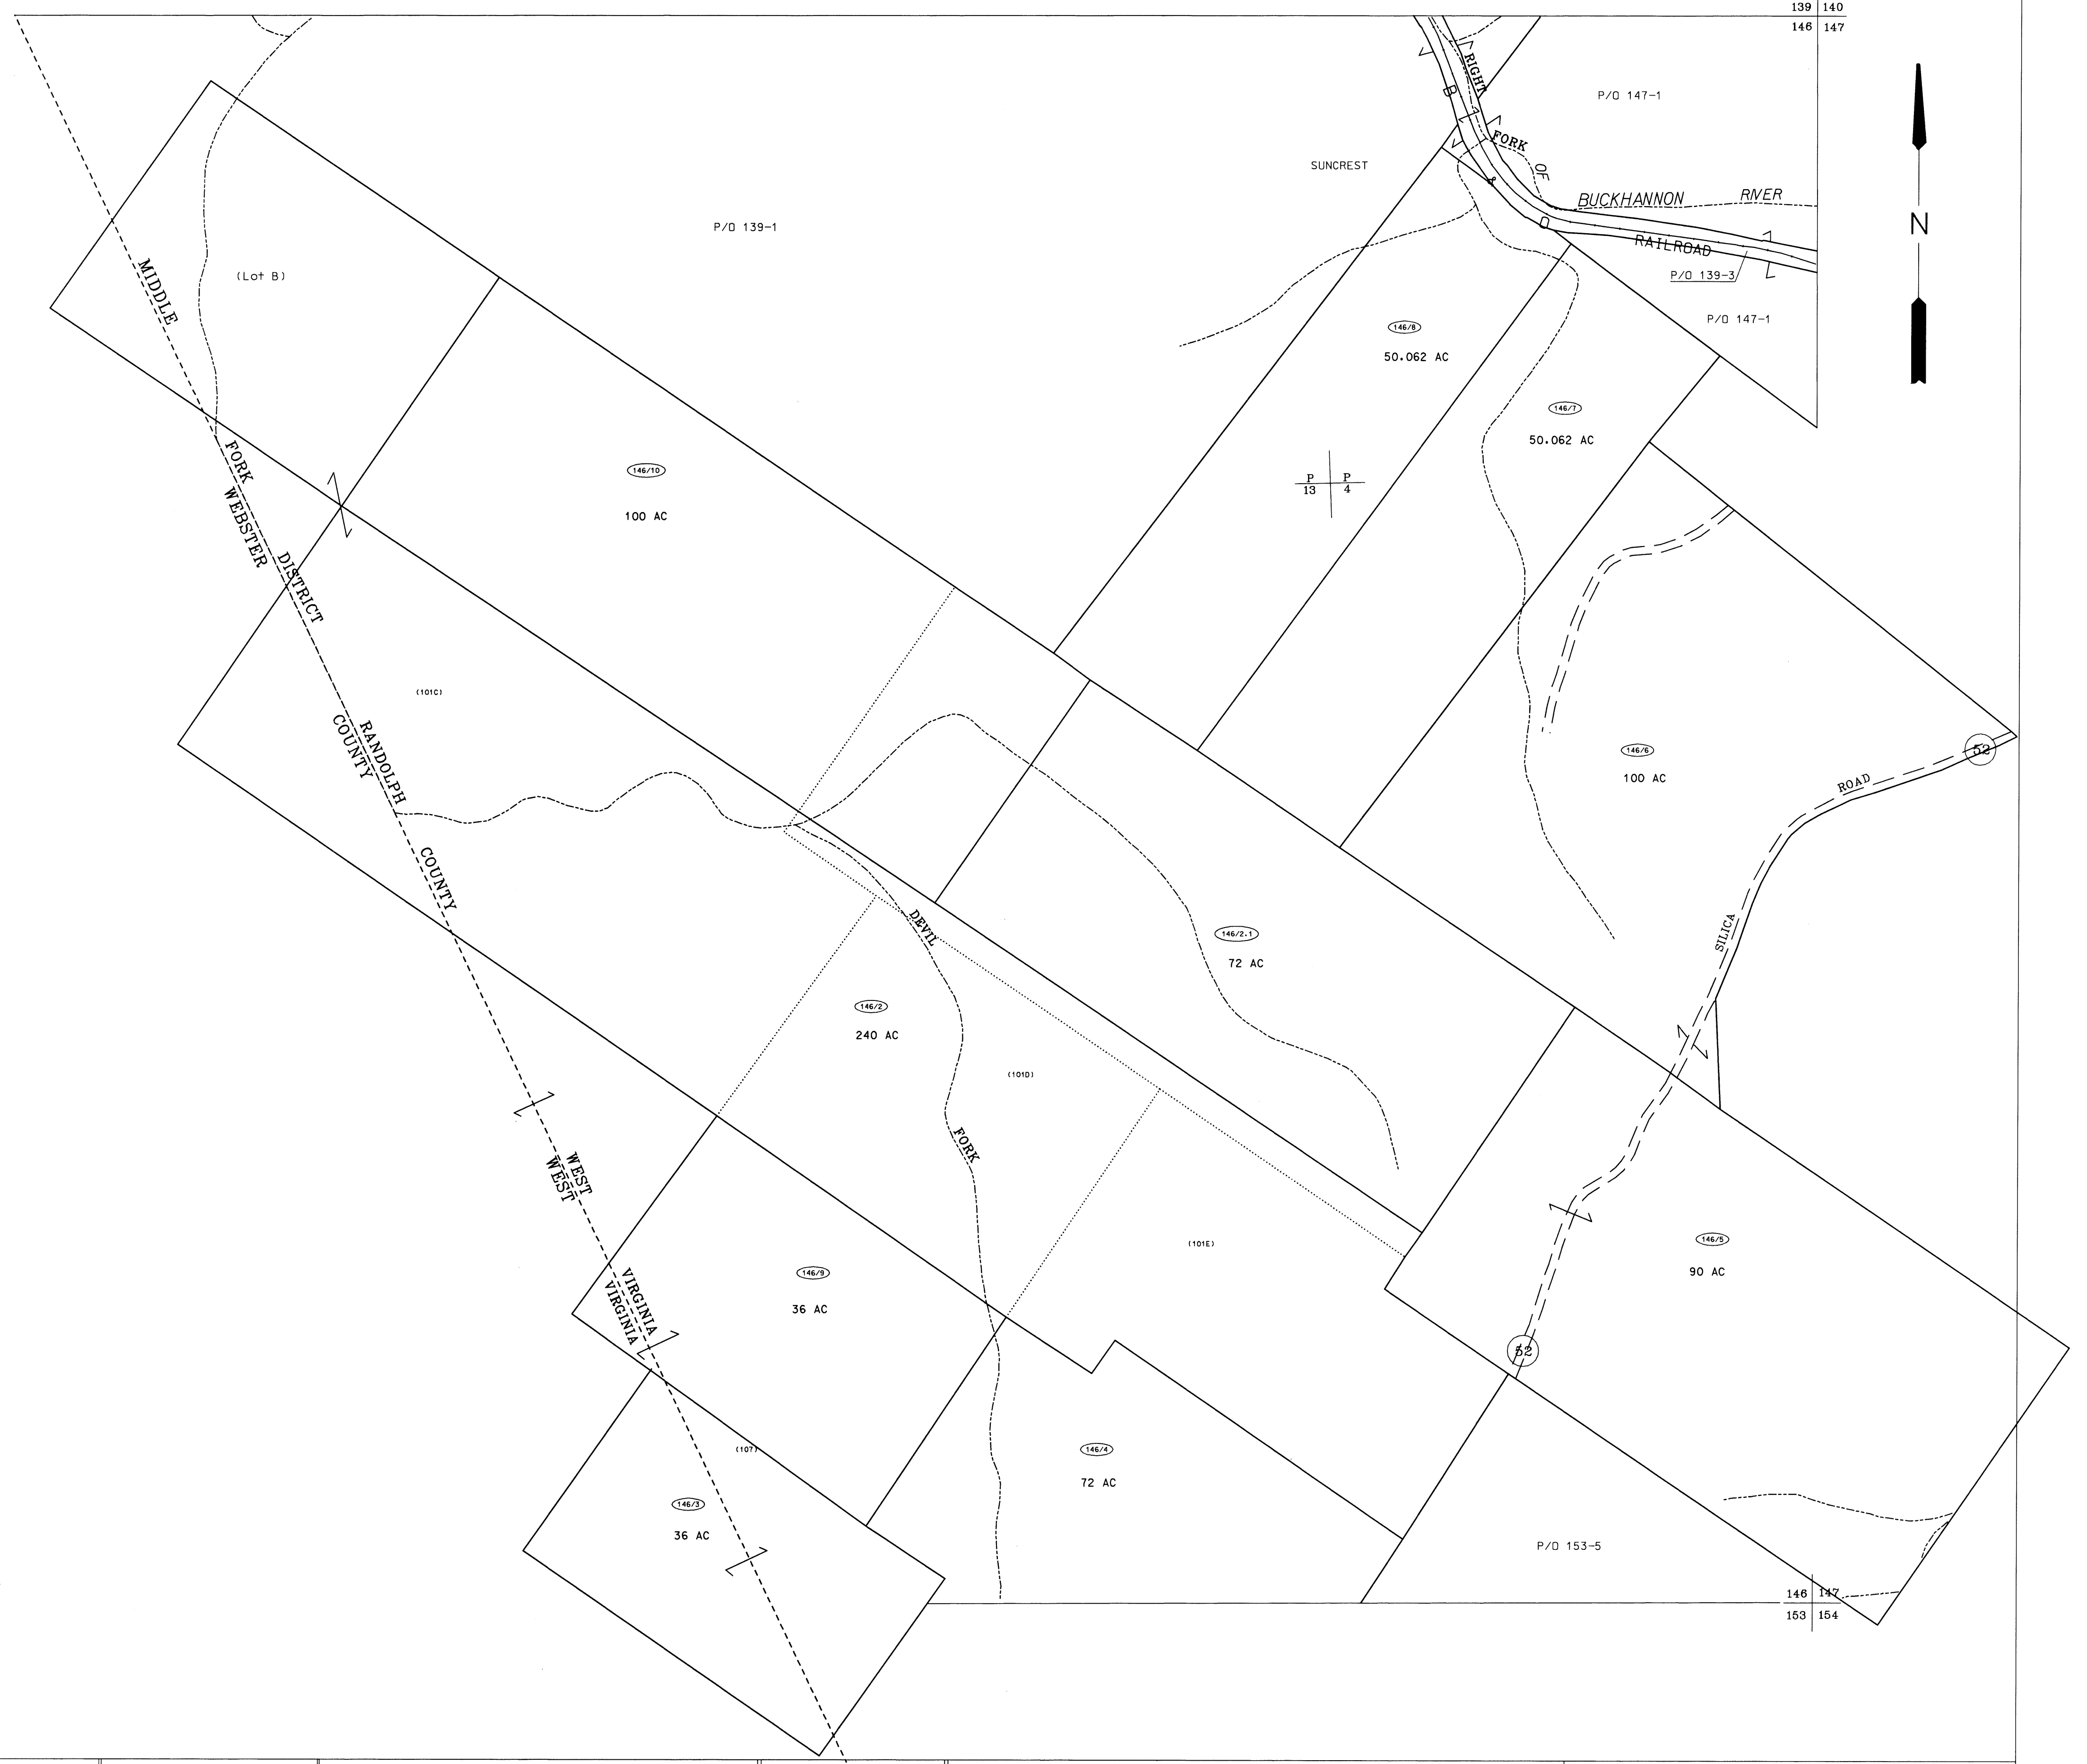 139 140
146 147
RIGHT
FORK
OF
BUCKHANNON RIVER
B & O RAILROAD
P/O 147-1
P/O 139-3
P/O 147-1
N
SUNCREST
P/O 139-1
(Lot B)
MIDDLE
FORK
DISTRICT
WEBSTER
COUNTY
RANDOLPH
COUNTY
146/8
50.062 AC
146/7
50.062 AC
P P
13 4
146/10
100 AC
(101C)
146/6
100 AC
52
ROAD
SILICA
DEVIL
FORK
146/2.1
72 AC
146/2
240 AC
(101D)
WEST
WEST
VIRGINIA
VIRGINIA
(101E)
146/5
90 AC
146/9
36 AC
52
(107)
146/4
72 AC
146/3
36 AC
P/O 153-5
146 147
153 154